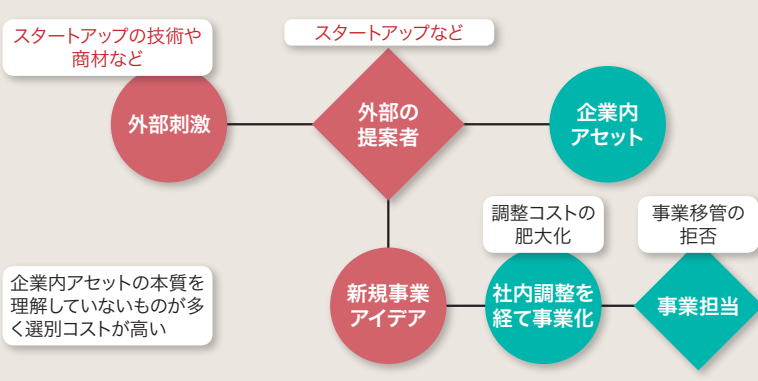 スタートアップの技術や
商材など
スタートアップなど
外部刺激
外部の
提案者
企業内
アセット
調整コストの
肥大化
事業移管の
拒否
企業内アセットの本質を
理解していないものが多
く選別コストが高い
新規事業
アイデア
社内調整を
経て事業化
事業担当